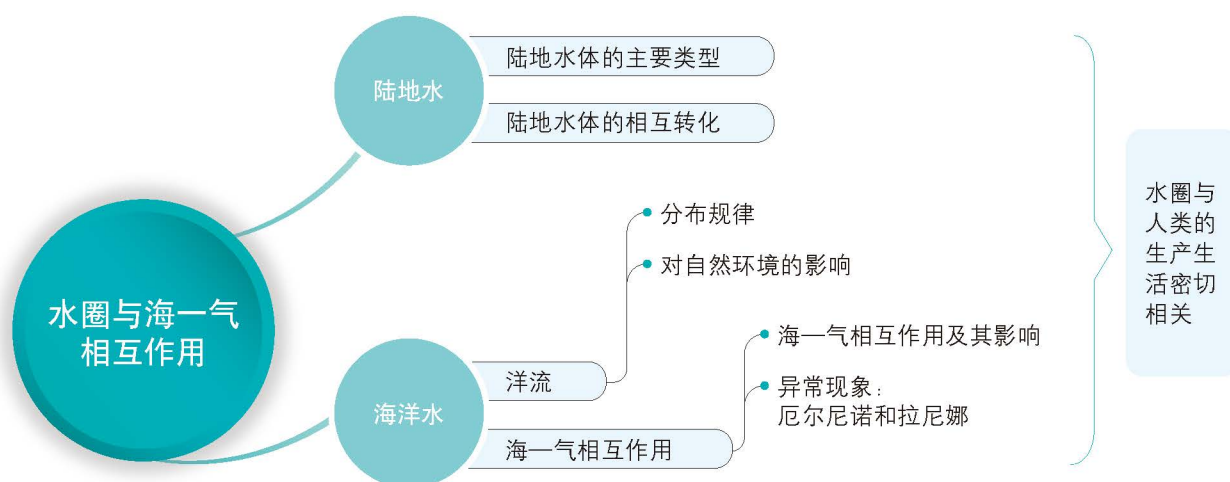 水圈与海—气
相互作用
陆地水
陆地水体的主要类型
陆地水体的相互转化
海洋水
洋流
分布规律
对自然环境的影响
海—气相互作用
海—气相互作用及其影响
异常现象：
厄尔尼诺和拉尼娜
水圈与
人类的
生产生
活密切
相关